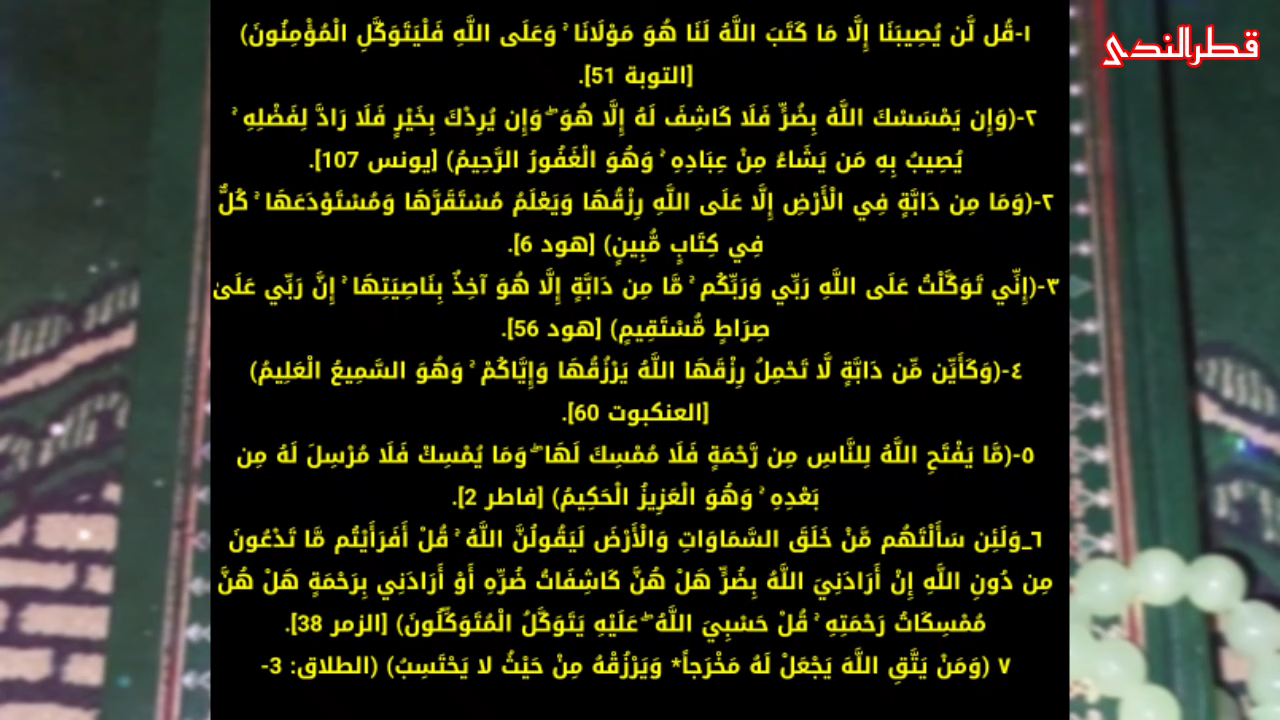 قطرالندى
١-قُل لَّن يُصِيبَنَا إِلَّا مَا كَتَبَ اللَّهُ لَنَا هُوَ مَوْلَانَا ۚ وَعَلَى اللَّهِ فَلْيَتَوَكَّلِ الْمُؤْمِنُونَ)
[التوبة 51].
٢-(وَإِن يَمْسَسْكَ اللَّهُ بِضُرٍّ فَلَا كَاشِفَ لَهُ إِلَّا هُوَ ۖ وَإِن يُرِدْكَ بِخَيْرٍ فَلَا رَادَّ لِفَضْلِهِ ۚ
يُصِيبُ بِهِ مَن يَشَاءُ مِنْ عِبَادِهِ ۚ وَهُوَ الْغَفُورُ الرَّحِيمُ) [يونس 107].
٢-(وَمَا مِن دَابَّةٍ فِي الْأَرْضِ إِلَّا عَلَى اللَّهِ رِزْقُهَا وَيَعْلَمُ مُسْتَقَرَّهَا وَمُسْتَوْدَعَهَا ۚ كُلٌّ
فِي كِتَابٍ مُّبِينٍ) [هود 6].
٣-(إِنِّي تَوَكَّلْتُ عَلَى اللَّهِ رَبِّي وَرَبِّكُم ۚ مَّا مِن دَابَّةٍ إِلَّا هُوَ آخِذٌ بِنَاصِيَتِهَا ۚ إِنَّ رَبِّي عَلَىٰ
صِرَاطٍ مُّسْتَقِيمٍ) [هود 56].
٤-(وَكَأَيِّن مِّن دَابَّةٍ لَّا تَحْمِلُ رِزْقَهَا اللَّهُ يَرْزُقُهَا وَإِيَّاكُمْ ۚ وَهُوَ السَّمِيعُ الْعَلِيمُ)
[العنكبوت 60].
٥-(مَّا يَفْتَحِ اللَّهُ لِلنَّاسِ مِن رَّحْمَةٍ فَلَا مُمْسِكَ لَهَا ۖ وَمَا يُمْسِكْ فَلَا مُرْسِلَ لَهُ مِن
بَعْدِهِ ۚ وَهُوَ الْعَزِيزُ الْحَكِيمُ) [فاطر 2].
٦_وَلَئِن سَأَلْتَهُم مَّنْ خَلَقَ السَّمَاوَاتِ وَالْأَرْضَ لَيَقُولُنَّ اللَّهُ ۚ قُلْ أَفَرَأَيْتُم مَّا تَدْعُونَ
مِن دُونِ اللَّهِ إِنْ أَرَادَنِيَ اللَّهُ بِضُرٍّ هَلْ هُنَّ كَاشِفَاتُ ضُرِّهِ أَوْ أَرَادَنِي بِرَحْمَةٍ هَلْ هُنَّ
مُمْسِكَاتُ رَحْمَتِهِ ۚ قُلْ حَسْبِيَ اللَّهُ ۖ عَلَيْهِ يَتَوَكَّلُ الْمُتَوَكِّلُونَ) [الزمر 38].
٧ (وَمَنْ يَتَّقِ اللَّهَ يَجْعَلْ لَهُ مَخْرَجاً* وَيَرْزُقْهُ مِنْ حَيْثُ لا يَحْتَسِبُ) (الطلاق: 3-